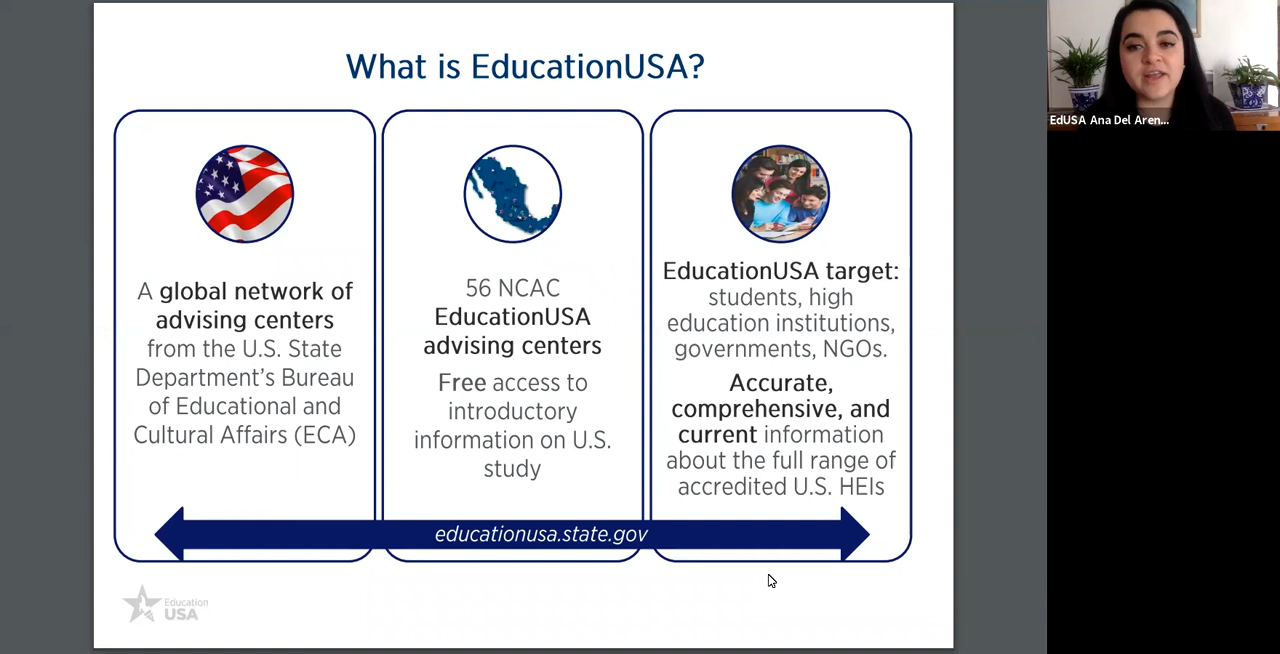 What is EducationUSA?
A global network of
advising centers
from the U.S. State
Department's Bureau
of Educational and
Cultural Affairs (ECA)
56 NCAC
EducationUSA
advising centers
Free access to
introductory
information on U.S.
study
EducationUSA target:
students, high
education institutions,
governments, NGOs.
Accurate,
comprehensive, and
current information
about the full range of
accredited U.S. HEIs
educationusa.state.gov
Education
USA
EdUSA Ana Del Aren...